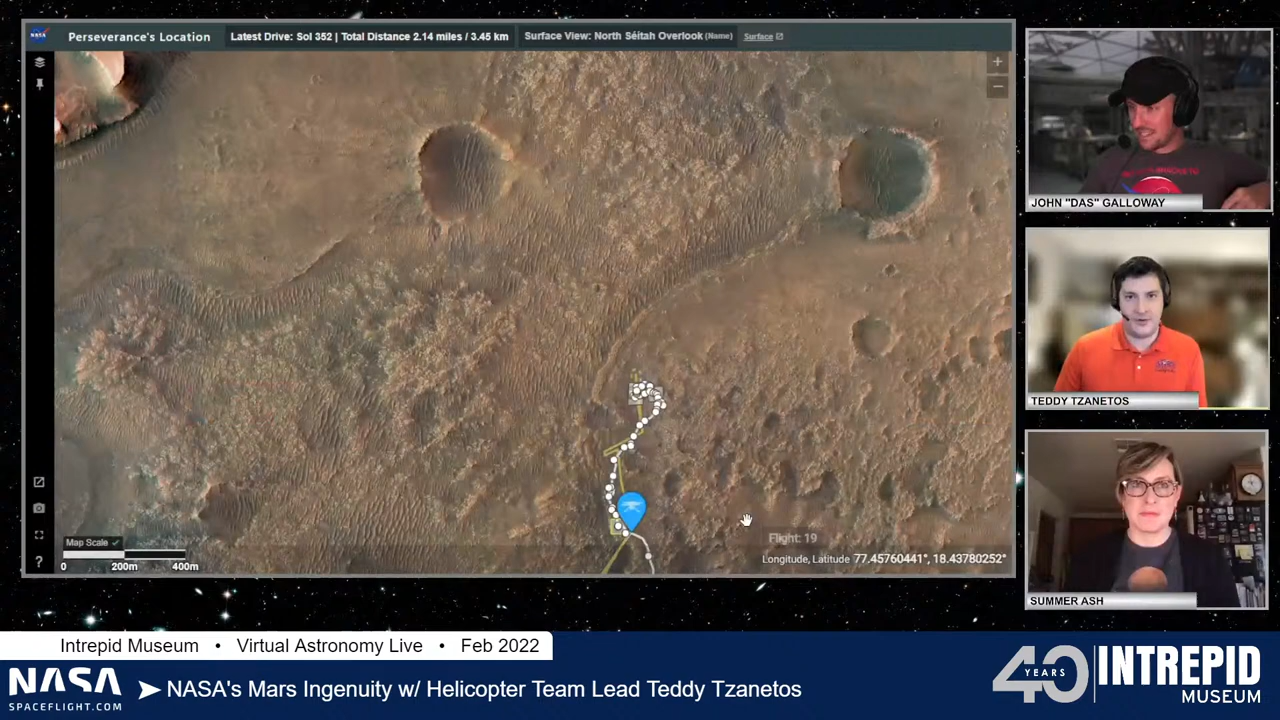 NASA
Perseverance's Location
Latest Drive: Sol 352 | Total Distance 2.14 miles / 3.45 km
Surface View: North Séítah Overlook (Name)
Surface
+
−
Map Scale ✓
0 200m 400m
?
Flight: 19
Longitude, Latitude 77.45760441°, 18.43780252°
JOHN "DAS" GALLOWAY
TEDDY TZANETOS
SUMMER ASH
Intrepid Museum • Virtual Astronomy Live • Feb 2022
NASA
SPACEFLIGHT.COM
NASA's Mars Ingenuity w/ Helicopter Team Lead Teddy Tzanetos
40
YEARS
INTREPID
MUSEUM